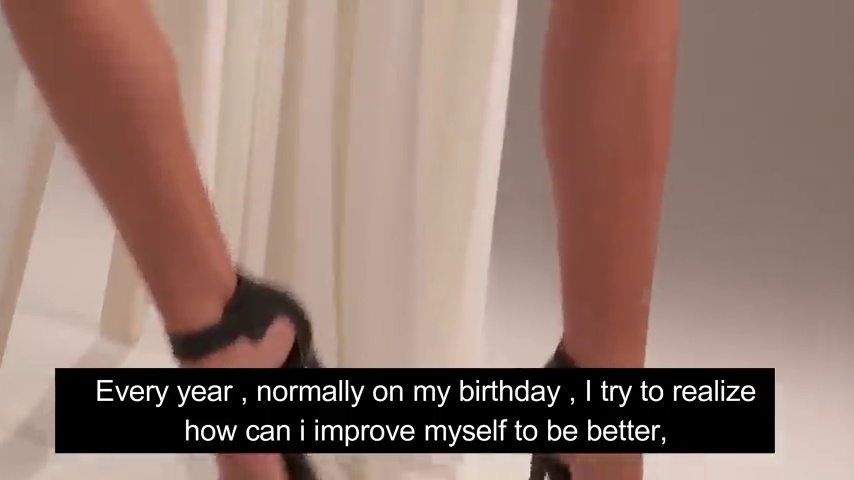 Every year , normally on my birthday , I try to realize
how can i improve myself to be better,